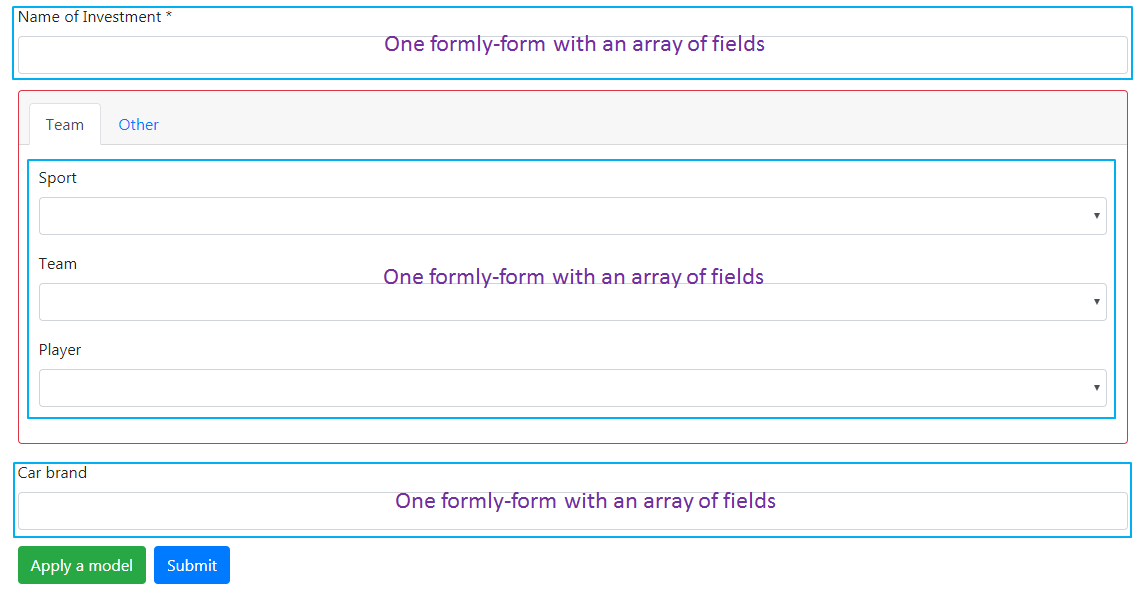 Name of Investment *
One formly-form with an array of fields
Team Other
Sport
Team
One formly-form with an array of fields
Player
Car brand
One formly-form with an array of fields
Apply a model Submit